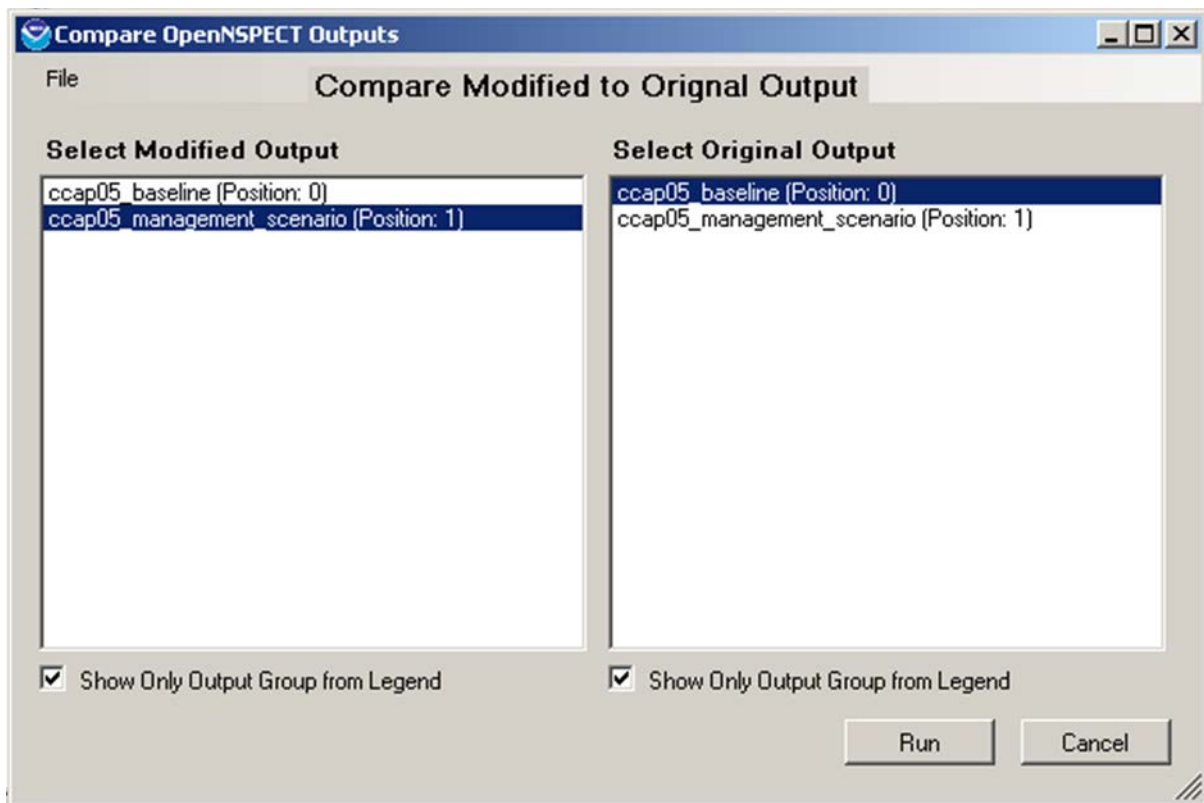 Compare OpenNSPECT Outputs
File
Compare Modified to Orignal Output
Select Modified Output
Select Original Output
ccap05_baseline (Position: 0)
ccap05_management_scenario (Position: 1)
ccap05_baseline (Position: 0)
ccap05_management_scenario (Position: 1)
Show Only Output Group from Legend
Show Only Output Group from Legend
Run
Cancel